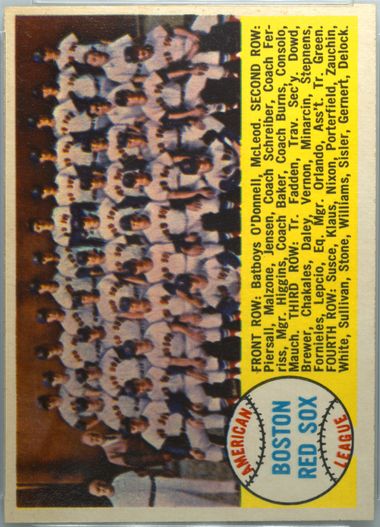 AMERICAN
BOSTON
RED SOX
LEAGUE
FRONT ROW: Batboys O'Donnell, McLeod. SECOND ROW:
Piersall, Malzone, Jensen, Coach Schreiber, Coach Fer-
riss, Mgr. Higgins, Coach Baker, Coach Burns, Consolo,
Mauch. THIRD ROW: Tr. Fadden, Trav. Sec'y. Dowd,
Brewer, Chakales, Daley, Vernon, Minarcin, Stephens,
Fornieles, Lepcio, Eq. Mgr. Orlando, Ass't. Tr. Green.
FOURTH ROW: Susce, Klaus, Nixon, Porterfield, Zauchin,
White, Sullivan, Stone, Williams, Sisler, Gernert, Delock.